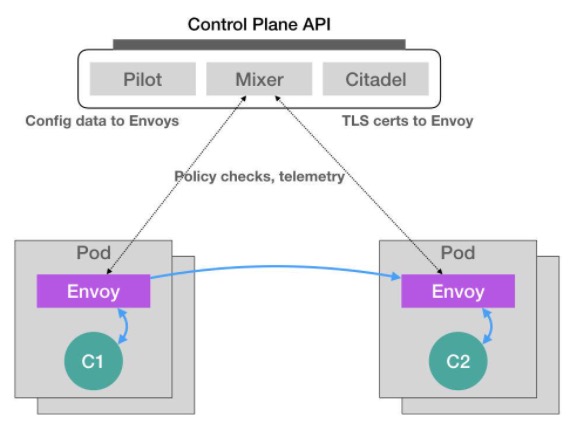 Control Plane API
Pilot
Mixer
Citadel
Config data to Envoys
TLS certs to Envoy
Policy checks, telemetry
Pod
Pod
Envoy
Envoy
C1
C2